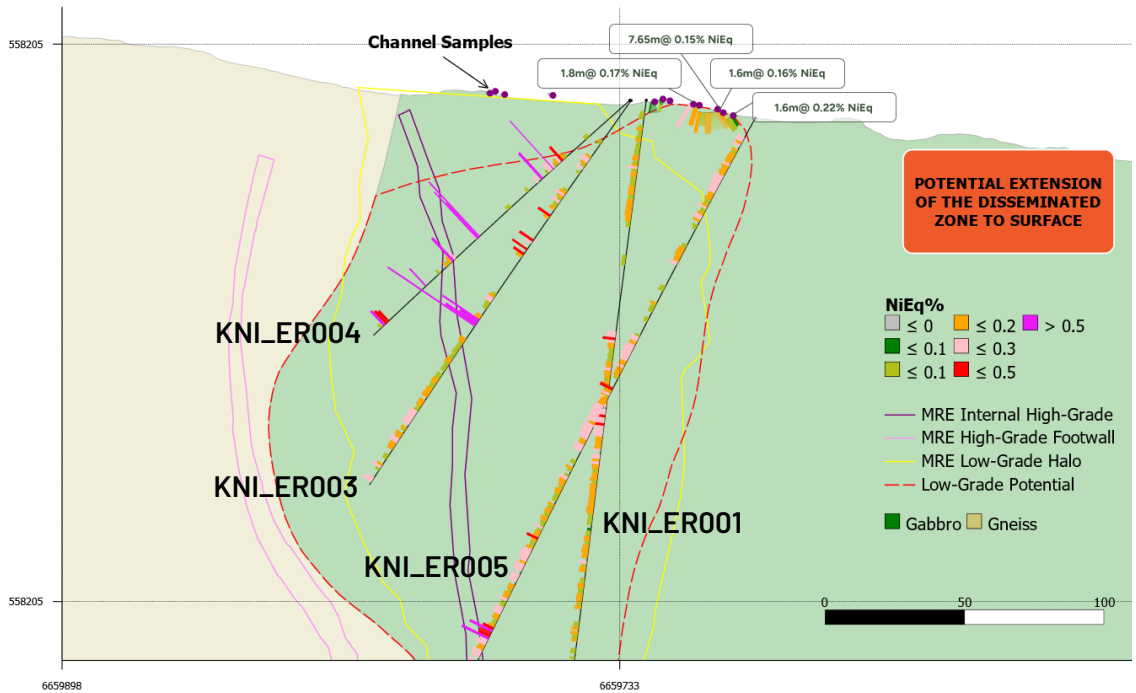 558205
Channel Samples
7.65m@ 0.15% NiEq
1.8m@ 0.17% NiEq
1.6m@ 0.16% NiEq
1.6m@ 0.22% NiEq
POTENTIAL EXTENSION
OF THE DISSEMINATED
ZONE TO SURFACE
KNI_ER004
KNI_ER003
KNI_ER005
KNI_ER001
NiEq%
≤ 0
≤ 0.2
> 0.5
≤ 0.1
≤ 0.3
≤ 0.1
≤ 0.5
MRE Internal High-Grade
MRE High-Grade Footwall
MRE Low-Grade Halo
Low-Grade Potential
Gabbro
Gneiss
558205
0
50
100
6659898
6659733